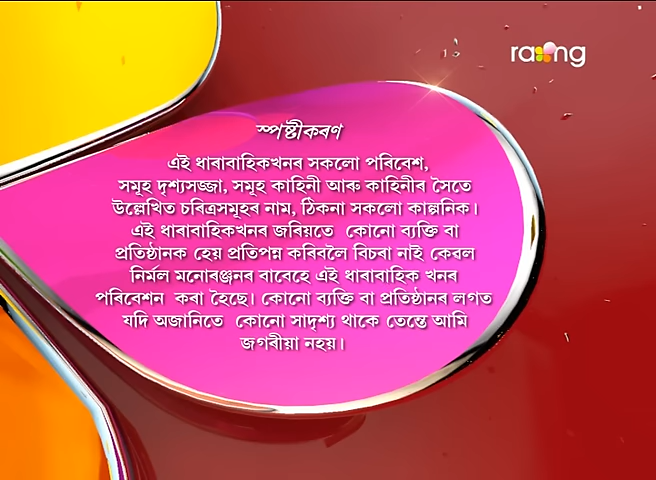 rang
স্পষ্টীকৰণ
এই ধাৰাবাহিকখনৰ সকলো পৰিবেশ,
সমূহ দৃশ্যসজ্জা, সমূহ কাহিনী আৰু কাহিনীৰ সৈতে
উল্লেখিত চৰিত্ৰসমূহৰ নাম, ঠিকনা সকলো কাল্পনিক।
এই ধাৰাবাহিকখনৰ জৰিয়তে কোনো ব্যক্তি বা
প্ৰতিষ্ঠানক হেয় প্ৰতিপন্ন কৰিবলৈ বিচৰা নাই কেৱল
নিৰ্মল মনোৰঞ্জনৰ বাবেহে এই ধাৰাবাহিক খনৰ
পৰিবেশন কৰা হৈছে। কোনো ব্যক্তি বা প্ৰতিষ্ঠানৰ লগত
যদি অজানিতে কোনো সাদৃশ্য থাকে তেন্তে আমি
জগৰীয়া নহয়।